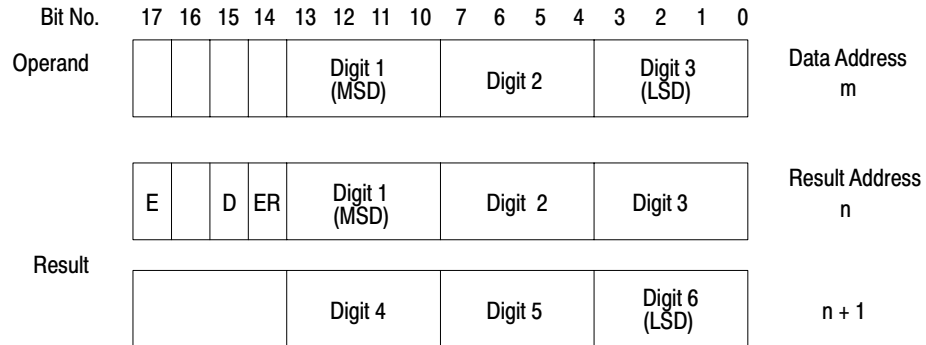 Bit No. 17 16 15 14 13 12 11 10 7 6 5 4 3 2 1 0
Operand
Digit 1
(MSD)
Digit 2
Digit 3
(LSD)
Data Address
m
E D ER
Digit 1
(MSD)
Digit 2
Digit 3
Result Address
n
Result
Digit 4
Digit 5
Digit 6
(LSD)
n + 1